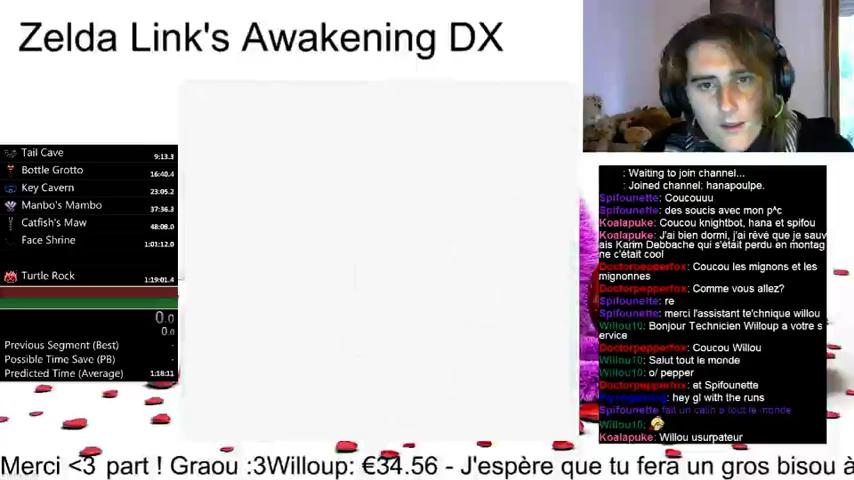 Zelda Link's Awakening DX
Tail Cave 9:13.3
Bottle Grotto 16:40.4
Key Cavern 23:05.2
Manbo's Mambo 37:36.3
Catfish's Maw 48:08.0
Face Shrine 1:01:12.0
Turtle Rock 1:19:01.4
0.0
0.0
Previous Segment (Best) -
Possible Time Save (PB) -
Predicted Time (Average) 1:18:11
: Waiting to join channel...
: Joined channel: hanapoulpe.
Spifounette: Coucouuu
Spifounette: des soucis avec mon p^c
Koalapuke: Coucou knightbot, hana et spifou
Koalapuke: J'ai bien dormi, j'ai rêvé que je sauv
ais Karim Debbache qui s'était perdu en montag
ne c'était cool
Doctorpepperfox: Coucou les mignons et les
mignonnes
Doctorpepperfox: Comme vous allez?
Spifounette: re
Spifounette: merci l'assistant te'chnique willou
Willou10: Bonjour Technicien Willoup a votre s
ervice
Doctorpepperfox: Coucou Willou
Willou10: Salut tout le monde
Willou10: o/ pepper
Doctorpepperfox: et Spifounette
: hey gl with the runs
Spifounette fait un calin a tout le monde
Willou10:
Koalapuke: Willou usurpateur
Merci <3 part ! Graou :3Willoup: €34.56 - J'espère que tu fera un gros bisou à